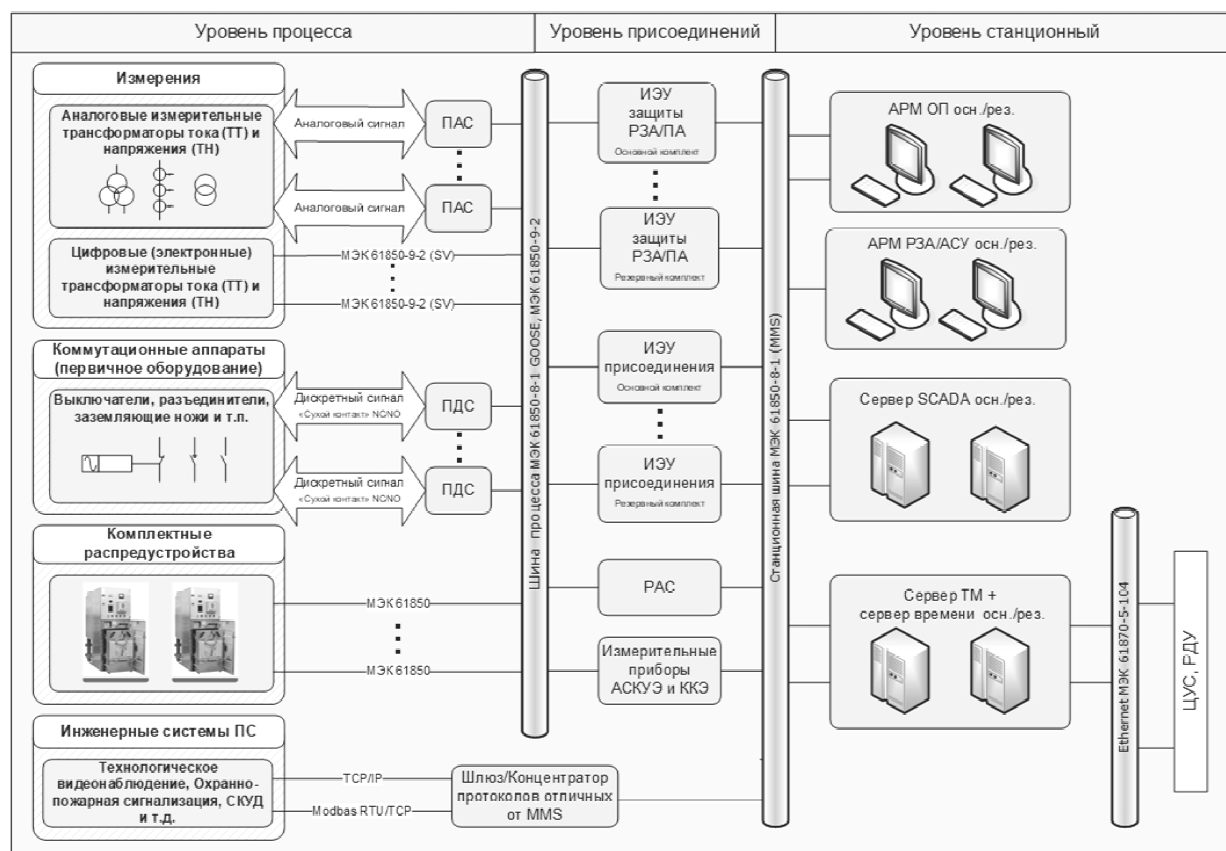 Уровень процесса
Уровень присоединений
Уровень станционный
Измерения
Аналоговые измерительные
трансформаторы тока (ТТ) и
напряжения (ТН)
Аналоговый сигнал
ПАС
Аналоговый сигнал
ПАС
Цифровые (электронные)
измерительные
трансформаторы тока (ТТ) и
напряжения (ТН)
МЭК 61850-9-2 (SV)
МЭК 61850-9-2 (SV)
Коммутационные аппараты
(первичное оборудование)
Выключатели, разъединители,
заземляющие ножи и т.п.
Дискретный сигнал
«Сухой контакт» NCNO
ПДС
Дискретный сигнал
«Сухой контакт» NCNO
ПДС
Комплектные
распредустройства
МЭК 61850
МЭК 61850
Инженерные системы ПС
Технологическое
видеонаблюдение, Охранно-
пожарная сигнализация, СКУД
и т.д.
TCP/IP
Modbas RTU/TCP
Шлюз/Концентратор
протоколов отличных
от MMS
Шина процесса МЭК 61850-8-1 GOOSE, МЭК 61850-9-2
ИЭУ
защиты
РЗА/ПА
Основной комплект
ИЭУ
защиты
РЗА/ПА
Резервный комплект
ИЭУ
присоединения
Основной комплект
ИЭУ
присоединения
Резервный комплект
РАС
Измерительные
приборы
АСКУЭ и ККЭ
Станционная шина МЭК 61850-8-1 (MMS)
АРМ ОП осн./рез.
АРМ РЗА/АСУ осн./рез.
Сервер SCADA осн./рез.
Сервер ТМ +
сервер времени осн./рез.
Ethernet МЭК 61870-5-104
ЦУС, РДУ